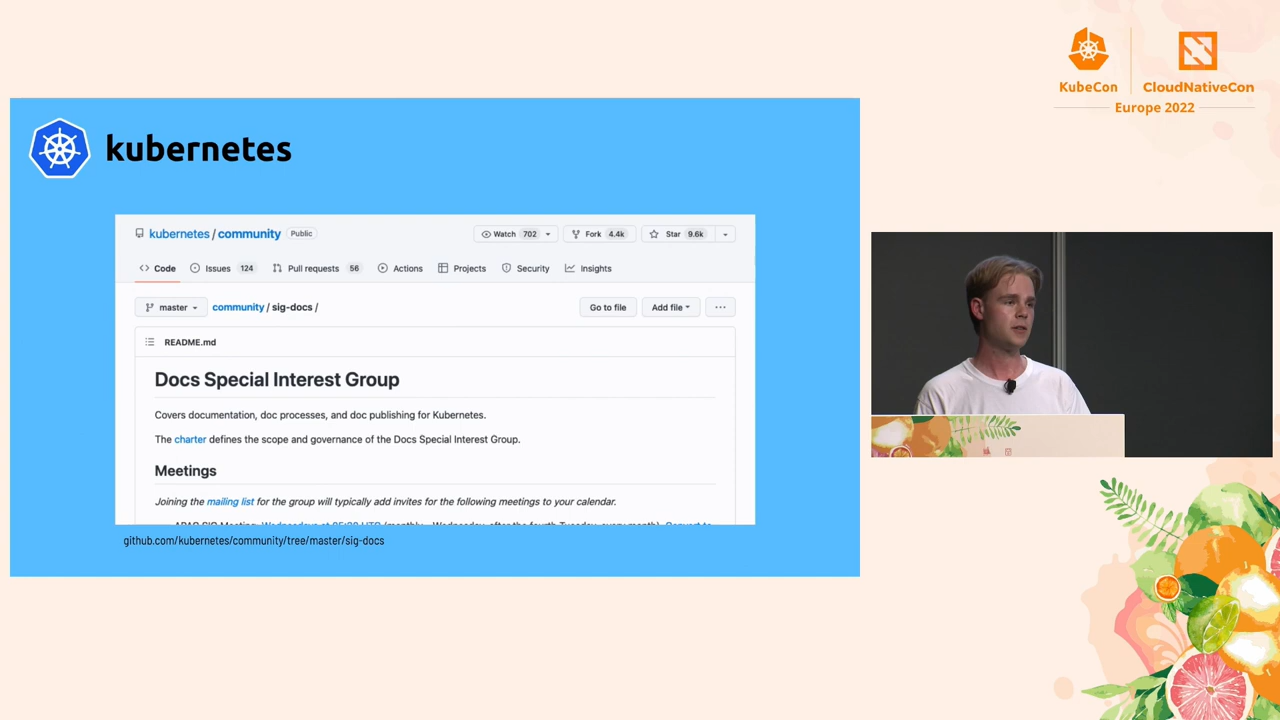 KubeCon
CloudNativeCon
Europe 2022
kubernetes
kubernetes / community Public
Watch 702
Fork 4.4k
Star 9.6k
Code
Issues 124
Pull requests 56
Actions
Projects
Security
Insights
master
community / sig-docs /
Go to file
Add file
README.md
Docs Special Interest Group
Covers documentation, doc processes, and doc publishing for Kubernetes.
The charter defines the scope and governance of the Docs Special Interest Group.
Meetings
Joining the mailing list for the group will typically add invites for the following meetings to your calendar.
github.com/kubernetes/community/tree/master/sig-docs